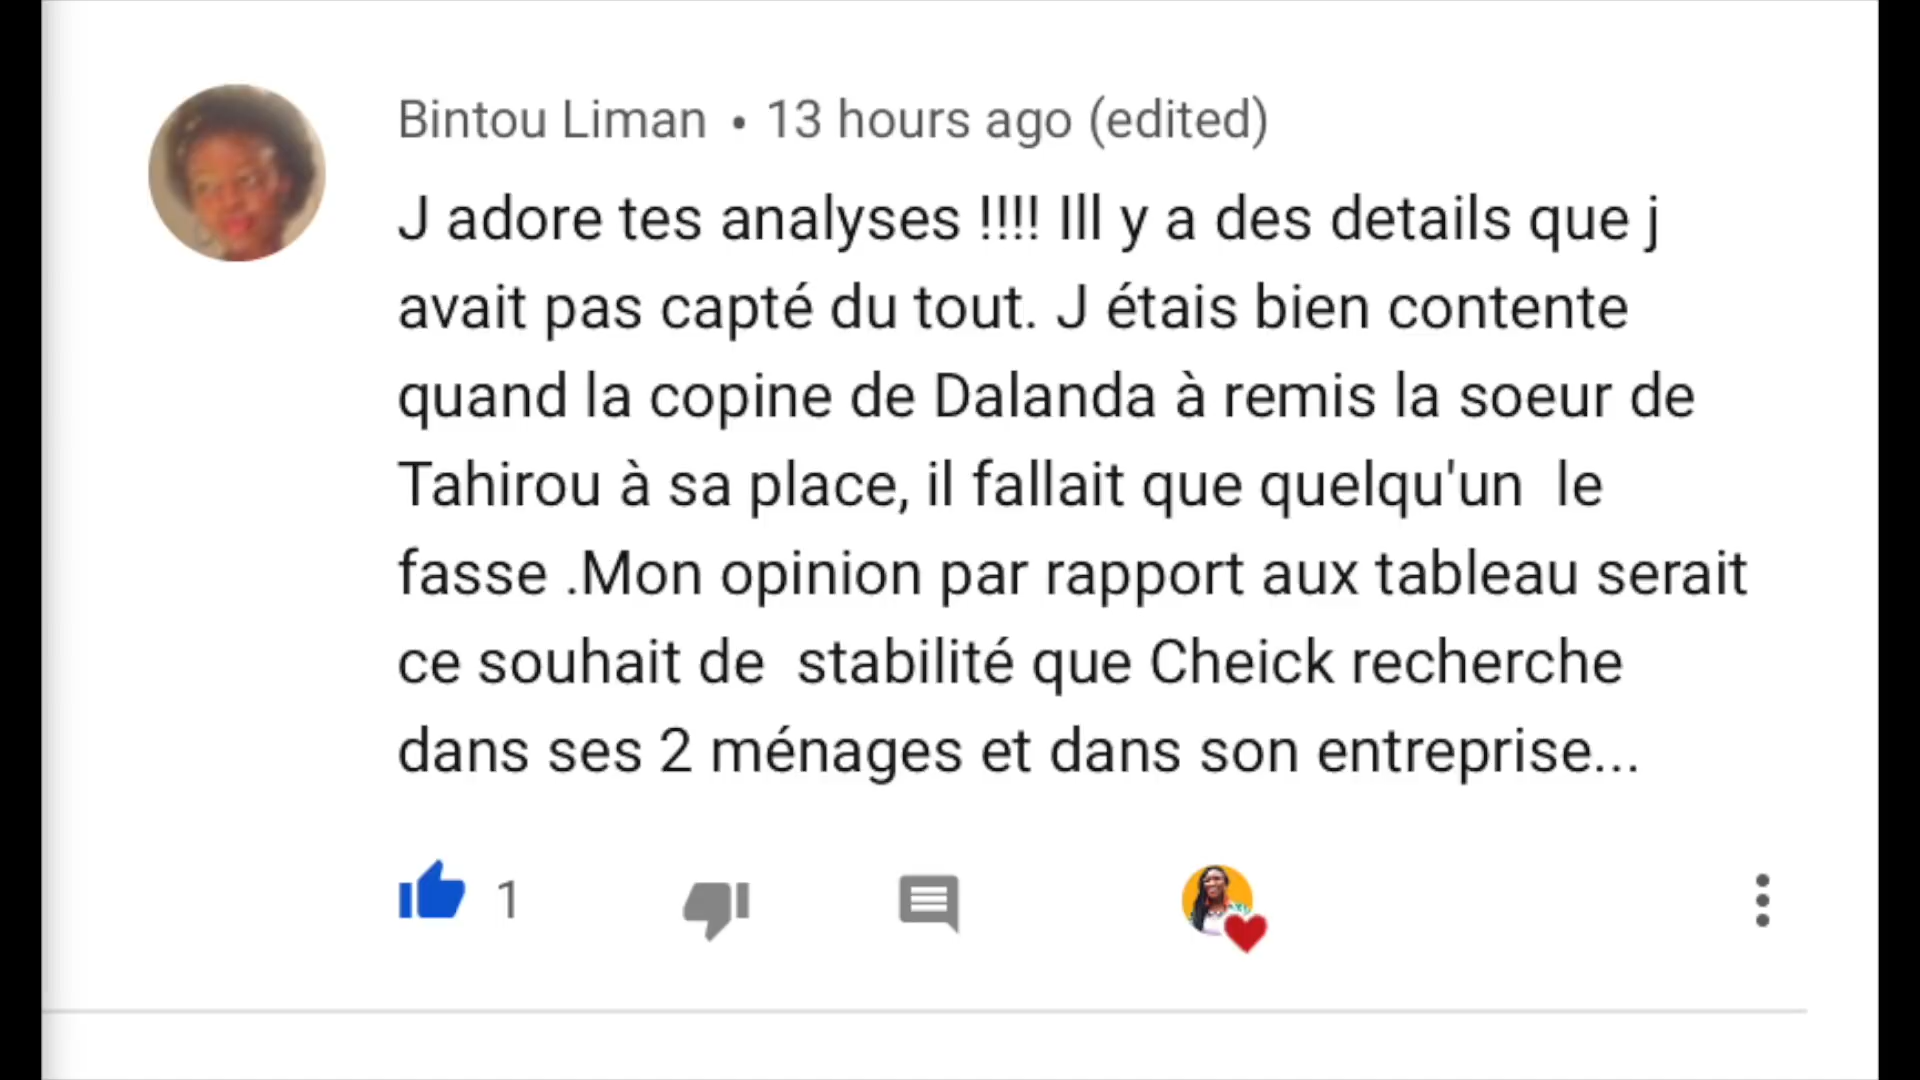 Bintou Liman • 13 hours ago (edited)
J adore tes analyses !!!! Ill y a des details que j
avait pas capté du tout. J étais bien contente
quand la copine de Dalanda à remis la soeur de
Tahirou à sa place, il fallait que quelqu'un  le
fasse .Mon opinion par rapport aux tableau serait
ce souhait de  stabilité que Cheick recherche
dans ses 2 ménages et dans son entreprise...
1